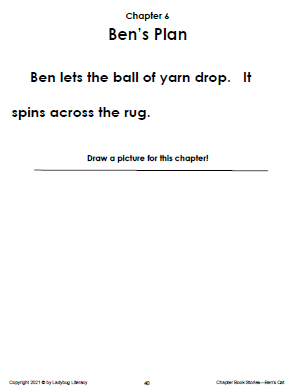 Chapter 6
Ben's Plan
Ben lets the ball of yarn drop. It
spins across the rug.
Draw a picture for this chapter!
Copyright 2021 © by Ladybug Literacy
40
Chapter Book Stories—Ben's Cat